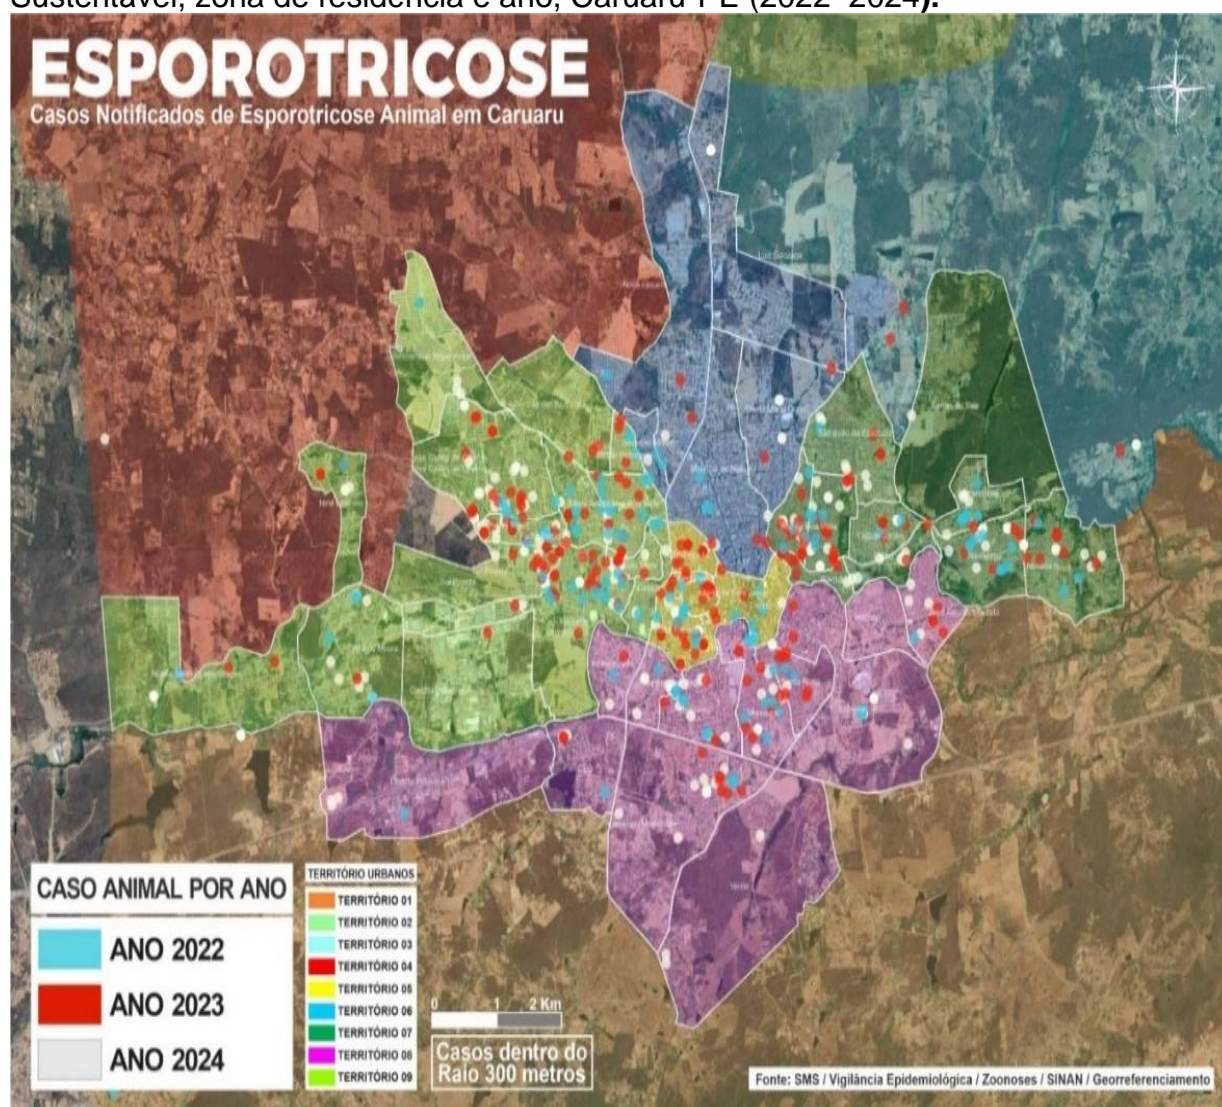 Sustentável, zona de residência e ano, Caruaru-PE (2022–2024).
ESPOROTRICOSE
Casos Notificados de Esporotricose Animal em Caruaru
Luiz Gonzaga
CASO ANIMAL POR ANO
ANO 2022
ANO 2023
ANO 2024
TERRITÓRIO URBANOS
TERRITÓRIO 01
TERRITÓRIO 02
TERRITÓRIO 03
TERRITÓRIO 04
TERRITÓRIO 05
TERRITÓRIO 06
TERRITÓRIO 07
TERRITÓRIO 08
TERRITÓRIO 09
0 1 2 Km
Casos dentro do
Raio 300 metros
Fonte: SMS / Vigilância Epidemiológica / Zoonoses / SINAN / Georreferenciamento